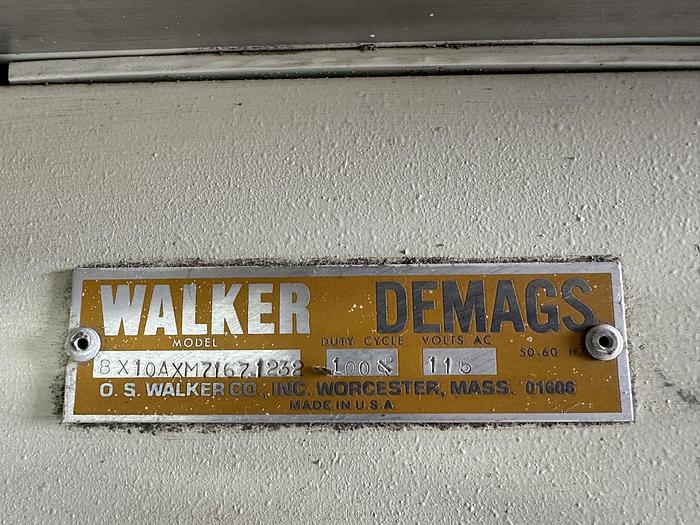 WALKER DEMAGS
MODEL DUTY CYCLE VOLTS, AC
50-60 H
8X10AXM7167,1232 100% 115
O. S. WALKER CO., INC. WORCESTER, MASS. 01606
MADE IN U.S.A.